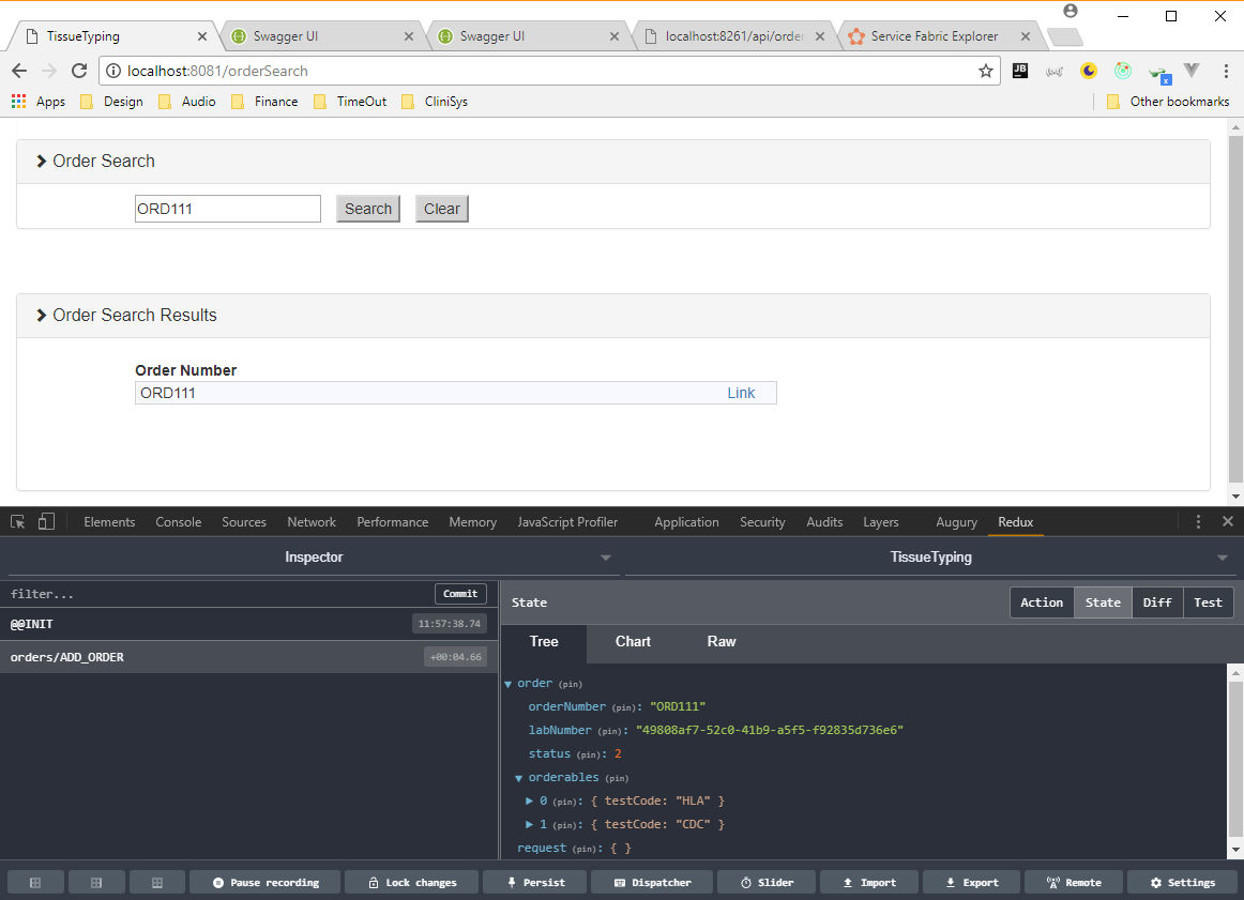 TissueTyping
Swagger UI
Swagger UI
localhost:8261/api/order
Service Fabric Explorer
localhost:8081/orderSearch
JB
x
Apps
Design
Audio
Finance
TimeOut
CliniSys
Other bookmarks
Order Search
ORD111
Search
Clear
Order Search Results
Order Number
ORD111
Link
Elements
Console
Sources
Network
Performance
Memory
JavaScript Profiler
Application
Security
Audits
Layers
Augury
Redux
Inspector
TissueTyping
filter...
Commit
@@INIT
11:57:38.74
orders/ADD_ORDER
+00:04.66
State
Action
State
Diff
Test
Tree
Chart
Raw
order (pin)
orderNumber (pin): "ORD111"
labNumber (pin): "49808af7-52c0-41b9-a5f5-f92835d736e6"
status (pin): 2
orderables (pin)
0 (pin): { testCode: "HLA" }
1 (pin): { testCode: "CDC" }
request (pin): { }
Pause recording
Lock changes
Persist
Dispatcher
Slider
Import
Export
Remote
Settings